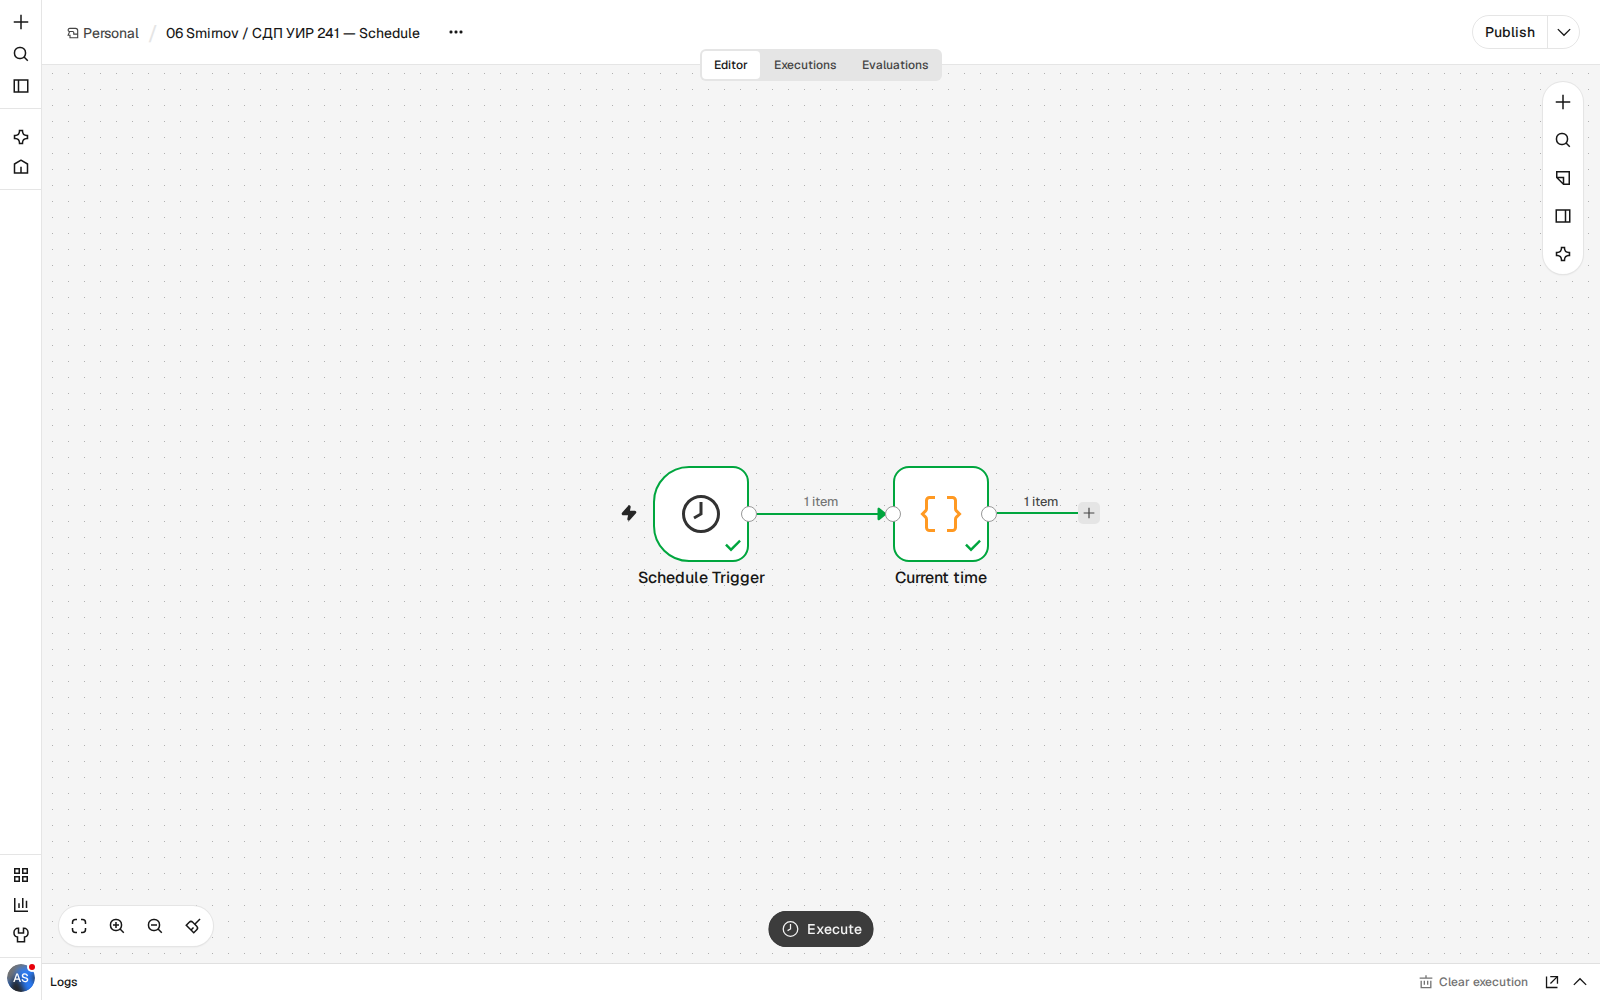 Personal / 06 Smirnov / СДП УИР 241 — Schedule
Publish
Editor Executions Evaluations
1 item
1 item
Schedule Trigger
Current time
Execute
AS
Logs
Clear execution